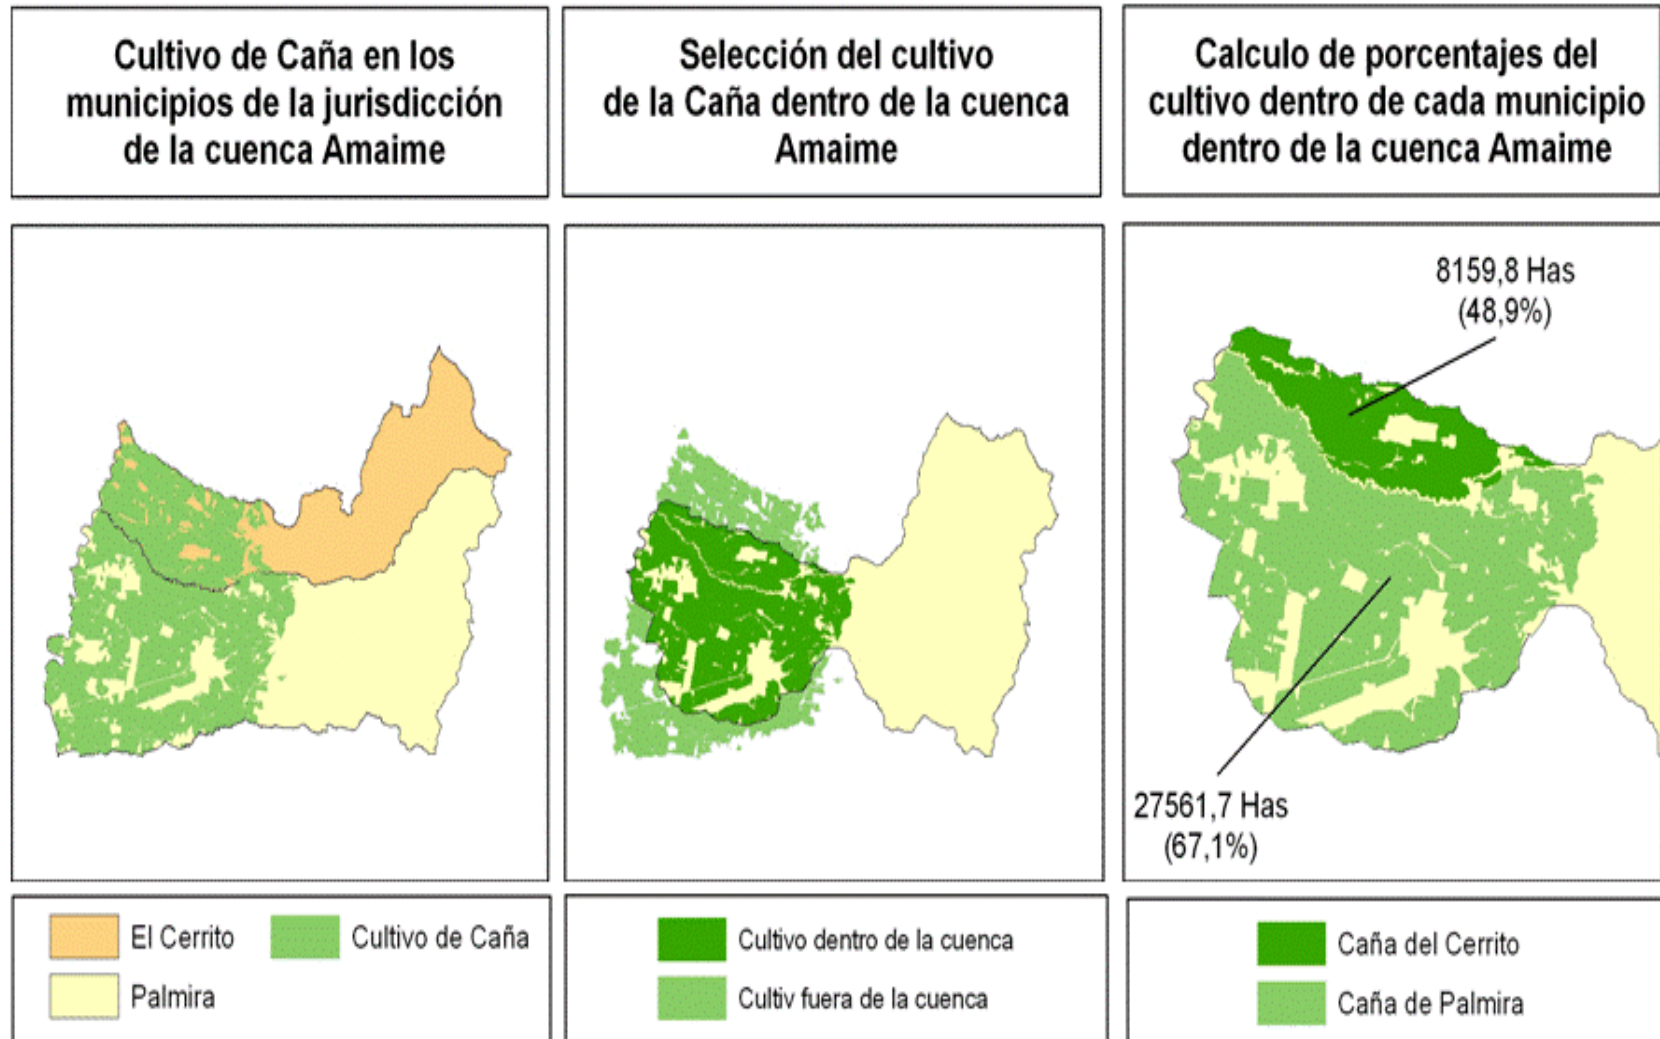 Cultivo de Caña en los
municipios de la jurisdicción
de la cuenca Amaime
Selección del cultivo
de la Caña dentro de la cuenca
Amaime
Calculo de porcentajes del
cultivo dentro de cada municipio
dentro de la cuenca Amaime
8159,8 Has
(48,9%)
27561,7 Has
(67,1%)
El Cerrito
Cultivo de Caña
Palmira
Cultivo dentro de la cuenca
Cultiv fuera de la cuenca
Caña del Cerrito
Caña de Palmira